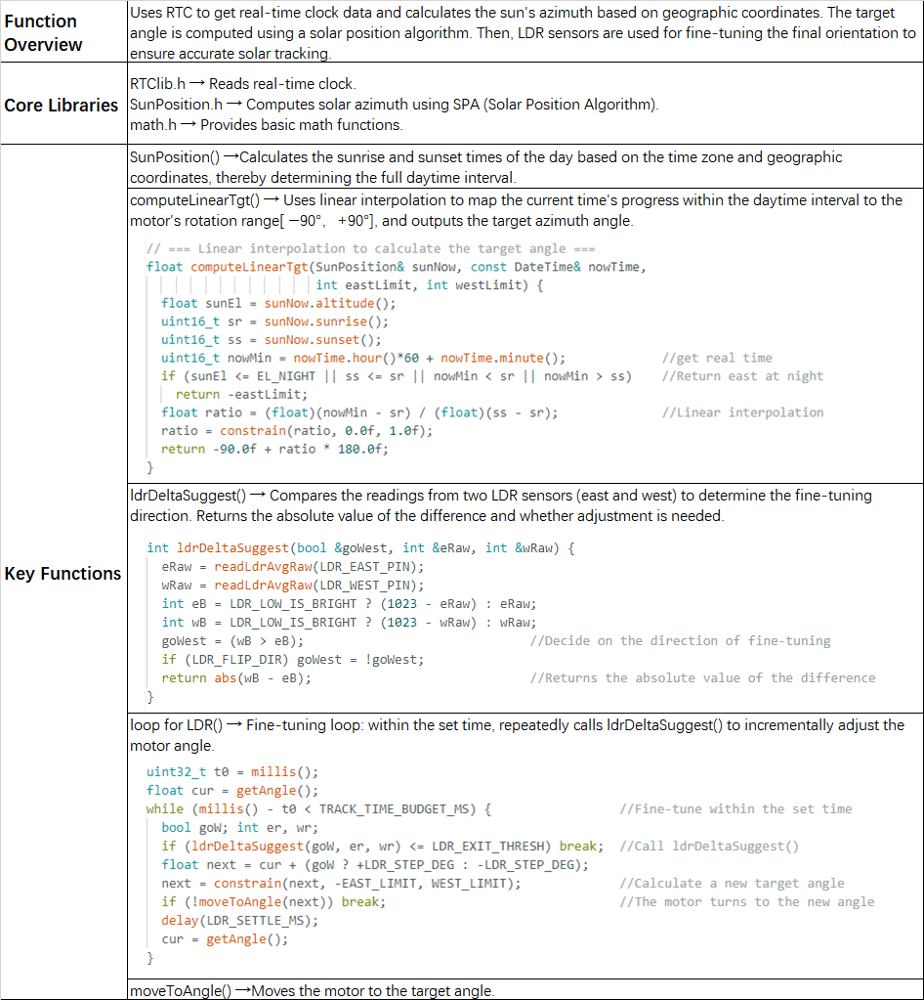 Function
Overview
Uses RTC to get real-time clock data and calculates the sun's azimuth based on geographic coordinates. The target
angle is computed using a solar position algorithm. Then, LDR sensors are used for fine-tuning the final orientation to
ensure accurate solar tracking.
Core Libraries
RTClib.h → Reads real-time clock.
SunPosition.h → Computes solar azimuth using SPA (Solar Position Algorithm).
math.h → Provides basic math functions.
Key Functions
SunPosition() →Calculates the sunrise and sunset times of the day based on the time zone and geographic
coordinates, thereby determining the full daytime interval.
computeLinearTgt() → Uses linear interpolation to map the current time's progress within the daytime interval to the
motor's rotation range[ −90°,  +90°], and outputs the target azimuth angle.
// === Linear interpolation to calculate the target angle ===
float computeLinearTgt(SunPosition& sunNow, const DateTime& nowTime,
int eastLimit, int westLimit) {
float sunEl = sunNow.altitude();
uint16_t sr = sunNow.sunrise();
uint16_t ss = sunNow.sunset();
uint16_t nowMin = nowTime.hour()*60 + nowTime.minute(); //get real time
if (sunEl <= EL_NIGHT || ss <= sr || nowMin < sr || nowMin > ss) //Return east at night
return -eastLimit;
float ratio = (float)(nowMin - sr) / (float)(ss - sr); //Linear interpolation
ratio = constrain(ratio, 0.0f, 1.0f);
return -90.0f + ratio * 180.0f;
}
ldrDeltaSuggest() → Compares the readings from two LDR sensors (east and west) to determine the fine-tuning
direction. Returns the absolute value of the difference and whether adjustment is needed.
int ldrDeltaSuggest(bool &goWest, int &eRaw, int &wRaw) {
eRaw = readLdrAvgRaw(LDR_EAST_PIN);
wRaw = readLdrAvgRaw(LDR_WEST_PIN);
int eB = LDR_LOW_IS_BRIGHT ? (1023 - eRaw) : eRaw;
int wB = LDR_LOW_IS_BRIGHT ? (1023 - wRaw) : wRaw;
goWest = (wB > eB); //Decide on the direction of fine-tuning
if (LDR_FLIP_DIR) goWest = !goWest;
return abs(wB - eB); //Returns the absolute value of the difference
}
loop for LDR() → Fine-tuning loop: within the set time, repeatedly calls ldrDeltaSuggest() to incrementally adjust the
motor angle.
uint32_t t0 = millis();
float cur = getAngle();
while (millis() - t0 < TRACK_TIME_BUDGET_MS) { //Fine-tune within the set time
bool goW; int er, wr;
if (ldrDeltaSuggest(goW, er, wr) <= LDR_EXIT_THRESH) break; //Call ldrDeltaSuggest()
float next = cur + (goW ? +LDR_STEP_DEG : -LDR_STEP_DEG);
next = constrain(next, -EAST_LIMIT, WEST_LIMIT); //Calculate a new target angle
if (!moveToAngle(next)) break; //The motor turns to the new angle
delay(LDR_SETTLE_MS);
cur = getAngle();
}
moveToAngle() →Moves the motor to the target angle.